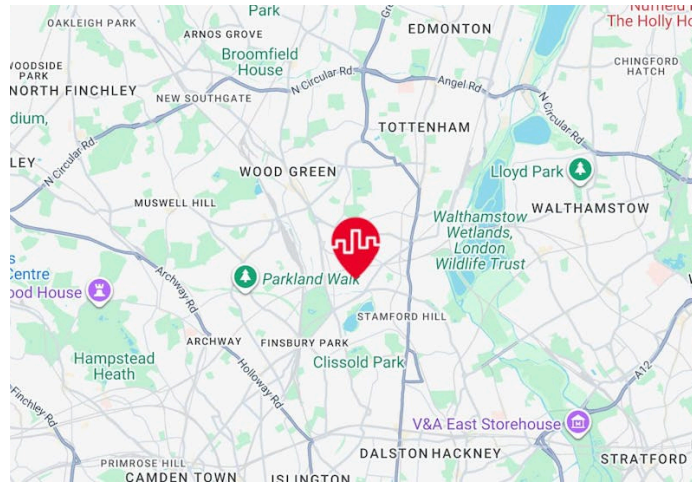 Park
OAKLEIGH PARK
ARNOS GROVE
EDMONTON
The Holly Ho
Broomfield
House
WOODSIDE
PARK
NORTH FINCHLEY
N Circular Rd
Angel Rd
CHINGFORD
HATCH
NEW SOUTHGATE
N Circular Rd
dium,
TOTTENHAM
LEY
N Circular Rd
WOOD GREEN
Lloyd Park
MUSWELL HILL
WALTHAMSTOW
Walthamstow
Wetlands,
London
Wildlife Trust
Centre
ood House
Archway Rd
Parkland Walk
STAMFORD HILL
ARCHWAY
FINSBURY PARK
Hampstead
Heath
Clissold Park
Holloway Rd
A12
Finchley Rd
V&A East Storehouse
DALSTON
HACKNEY
STRATFORD
PRIMROSE HILL
CAMDEN TOWN
ISLINGTON